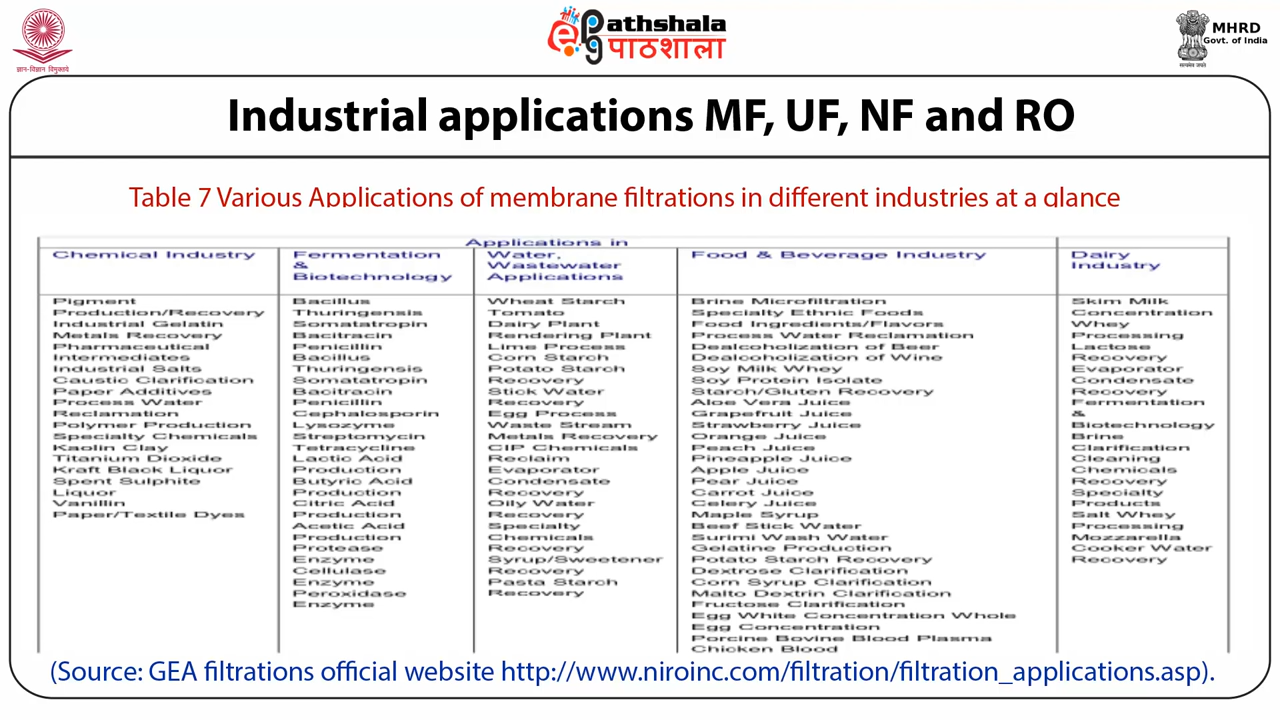 ज्ञान-विज्ञान विमुक्तये
ePg Pathshala
पाठशाला
MHRD
Govt. of India
सत्यमेव जयते
Industrial applications MF, UF, NF and RO
Table 7 Various Applications of membrane filtrations in different industries at a glance
Applications in
Chemical Industry
Pigment
Production/Recovery
Industrial Gelatin
Metals Recovery
Pharmaceutical
Intermediates
Industrial Salts
Caustic Clarification
Paper Additives
Process Water
Reclamation
Polymer Production
Specialty Chemicals
Kaolin Clay
Titanium Dioxide
Kraft Black Liquor
Spent Sulphite
Liquor
Vanillin
Paper/Textile Dyes
Fermentation
&
Biotechnology
Bacillus
Thuringensis
Somatatropin
Bacitracin
Penicillin
Bacillus
Thuringensis
Somatatropin
Bacitracin
Penicillin
Cephalosporin
Lysozyme
Streptomycin
Tetracycline
Lactic Acid
Production
Butyric Acid
Production
Citric Acid
Production
Acetic Acid
Production
Protease
Enzyme
Cellulase
Enzyme
Peroxidase
Enzyme
Water,
Wastewater
Applications
Wheat Starch
Tomato
Dairy Plant
Rendering Plant
Lime Process
Corn Starch
Potato Starch
Recovery
Stick Water
Recovery
Egg Process
Waste Stream
Metals Recovery
CIP Chemicals
Reclaim
Evaporator
Condensate
Recovery
Oily Water
Recovery
Specialty
Chemicals
Recovery
Syrup/Sweetener
Recovery
Pasta Starch
Recovery
Food & Beverage Industry
Brine Microfiltration
Specialty Ethnic Foods
Food Ingredients/Flavors
Process Water Reclamation
Dealcoholization of Beer
Dealcoholization of Wine
Soy Milk Whey
Soy Protein Isolate
Starch/Gluten Recovery
Aloe Vera Juice
Grapefruit Juice
Strawberry Juice
Orange Juice
Peach Juice
Pineapple Juice
Apple Juice
Pear Juice
Carrot Juice
Celery Juice
Maple Syrup
Beef Stick Water
Surimi Wash Water
Gelatine Production
Potato Starch Recovery
Dextrose Clarification
Corn Syrup Clarification
Malto Dextrin Clarification
Fructose Clarification
Egg White Concentration Whole
Egg Concentration
Porcine Bovine Blood Plasma
Chicken Blood
Dairy
Industry
Skim Milk
Concentration
Whey
Processing
Lactose
Recovery
Evaporator
Condensate
Recovery
Fermentation
&
Biotechnology
Brine
Clarification
Cleaning
Chemicals
Recovery
Specialty
Products
Salt Whey
Processing
Mozzarella
Cooker Water
Recovery
(Source: GEA filtrations official website http://www.niroinc.com/filtration/filtration_applications.asp).